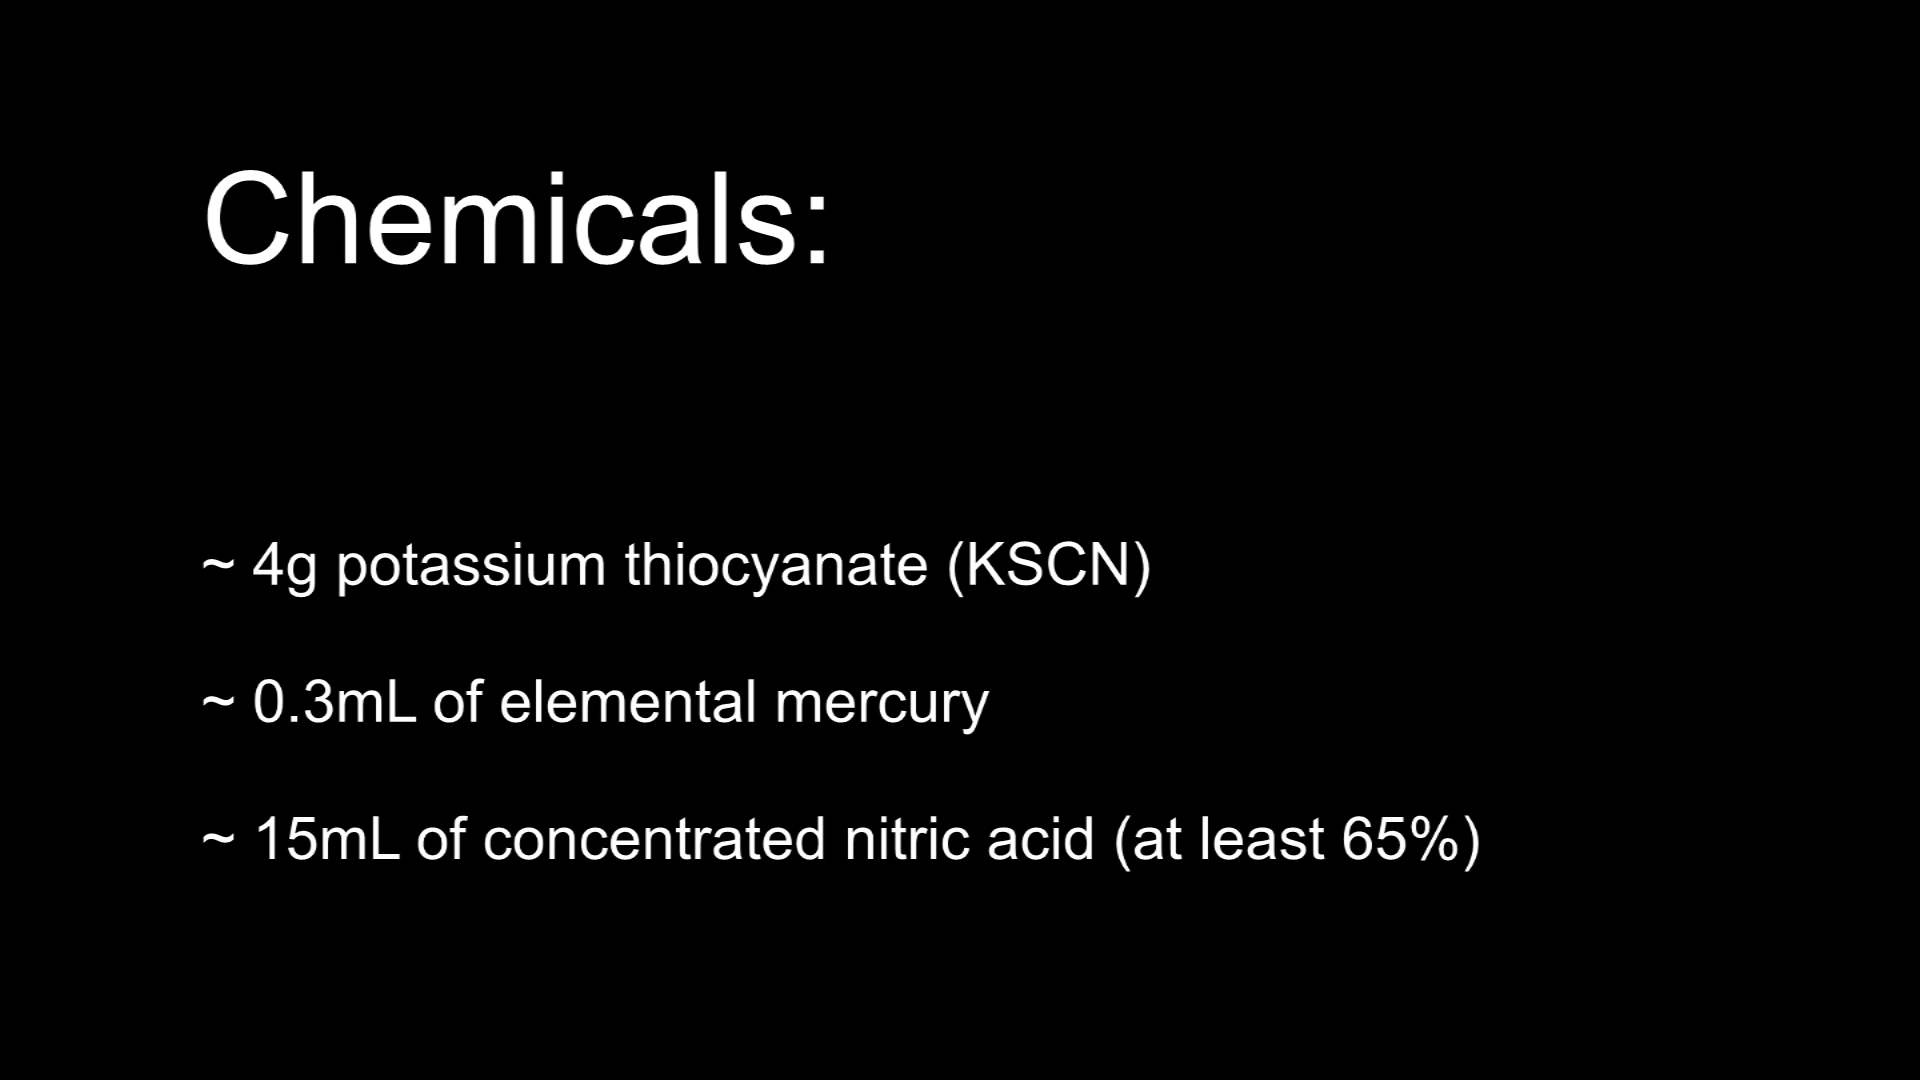 Chemicals:
~ 4g potassium thiocyanate (KSCN)
~ 0.3mL of elemental mercury
~ 15mL of concentrated nitric acid (at least 65%)